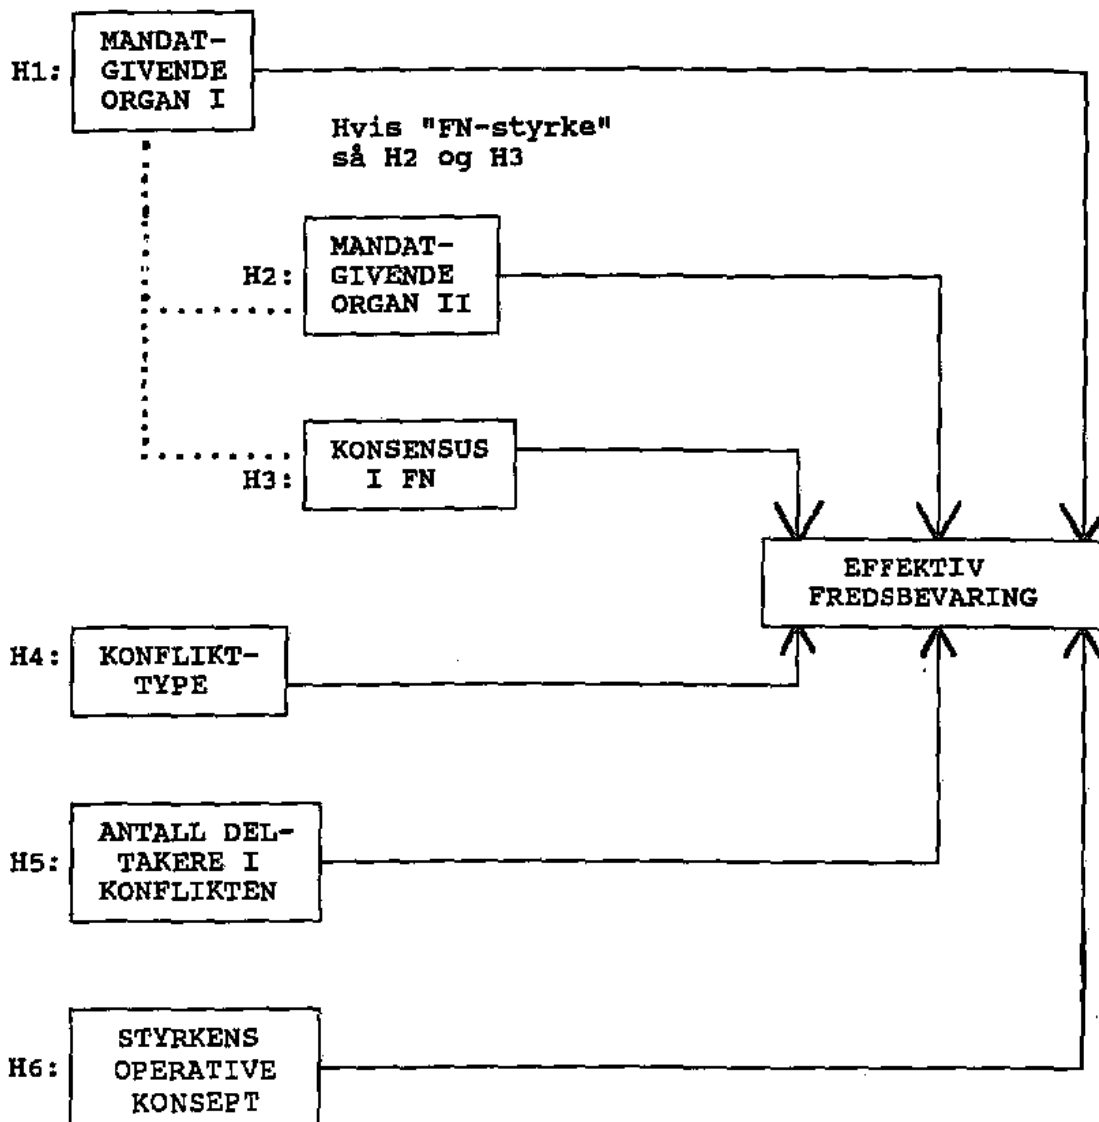 H1:
MANDAT-
GIVENDE
ORGAN I
Hvis "FN-styrke"
så H2 og H3
H2:
MANDAT-
GIVENDE
ORGAN II
H3:
KONSENSUS
I FN
EFFEKTIV
FREDSBEVARING
H4:
KONFLIKT-
TYPE
H5:
ANTALL DEL-
TAKERE I
KONFLIKTEN
H6:
STYRKENS
OPERATIVE
KONSEPT